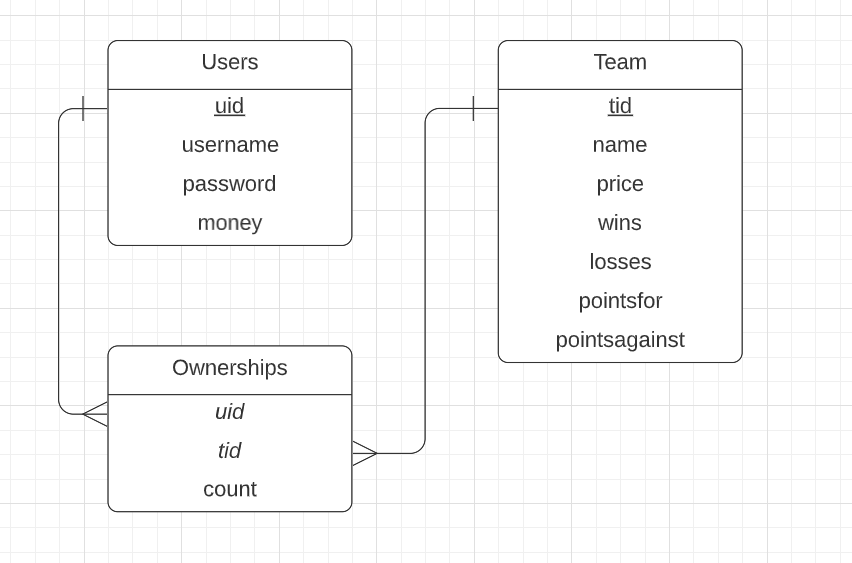 Users
uid
username
password
money
Team
tid
name
price
wins
losses
pointsfor
pointsagainst
Ownerships
uid
tid
count